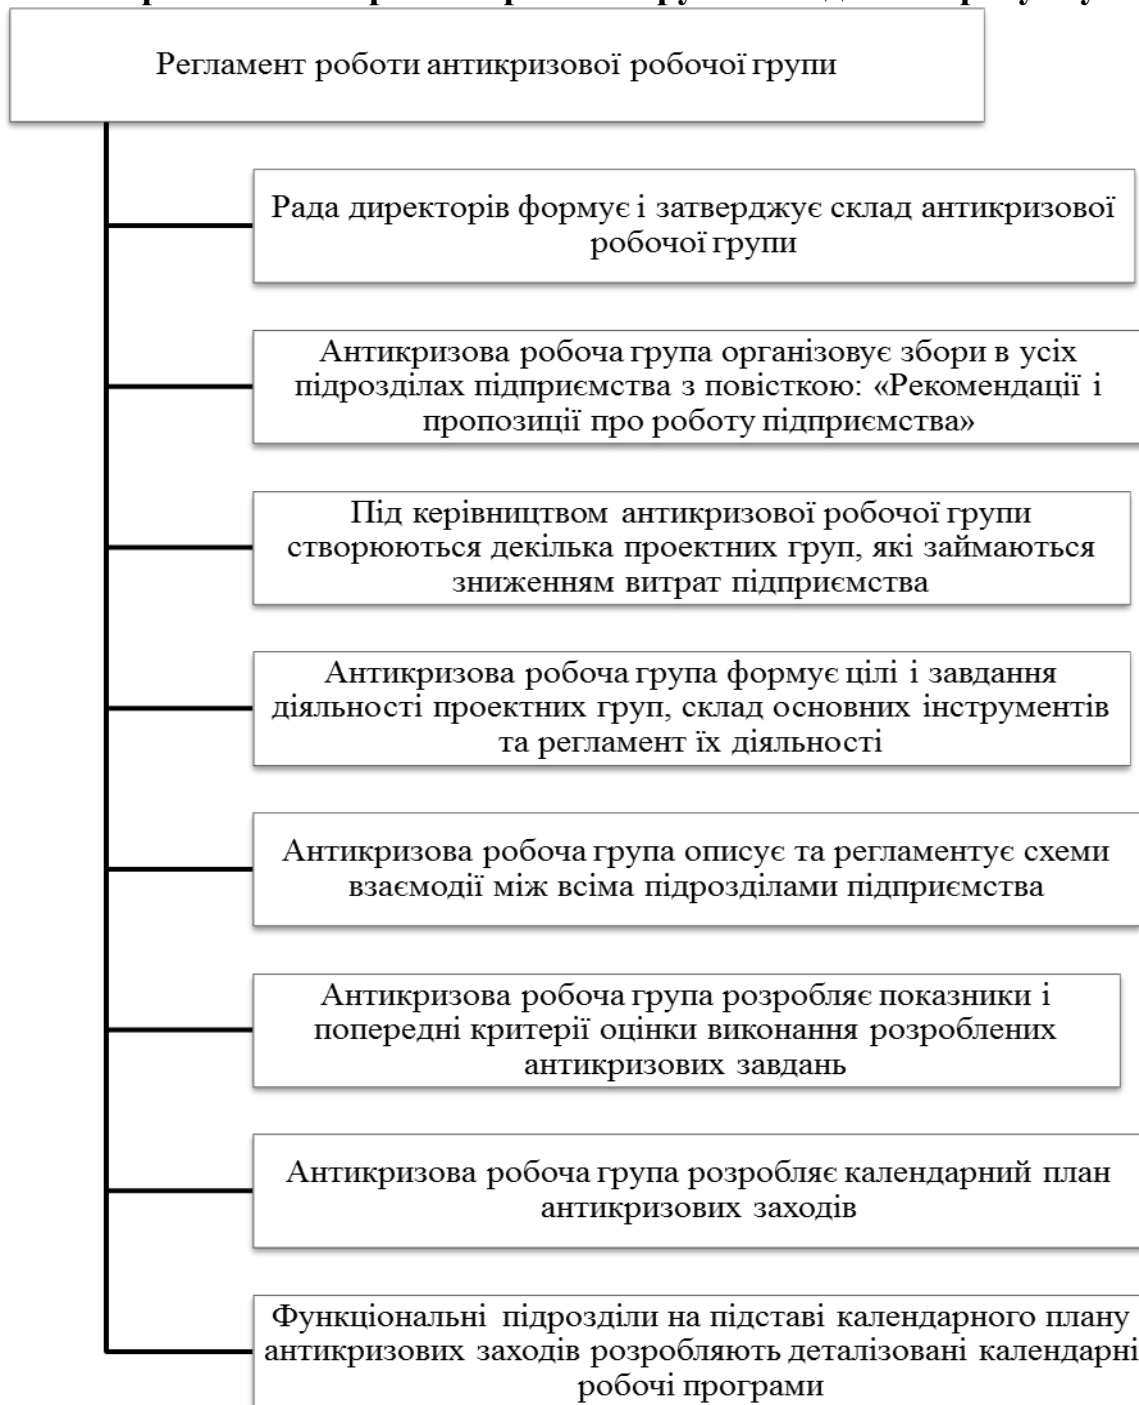 Регламент роботи антикризової робочої групи
Рада директорів формує і затверджує склад антикризової
робочої групи
Антикризова робоча група організовує збори в усіх
підрозділах підприємства з повісткою: «Рекомендації і
пропозиції про роботу підприємства»
Під керівництвом антикризової робочої групи
створюються декілька проектних груп, які займаються
зниженням витрат підприємства
Антикризова робоча група формує цілі і завдання
діяльності проектних груп, склад основних інструментів
та регламент їх діяльності
Антикризова робоча група описує та регламентує схеми
взаємодії між всіма підрозділами підприємства
Антикризова робоча група розробляє показники і
попередні критерії оцінки виконання розроблених
антикризових завдань
Антикризова робоча група розробляє календарний план
антикризових заходів
Функціональні підрозділи на підставі календарного плану
антикризових заходів розробляють деталізовані календарні
робочі програми